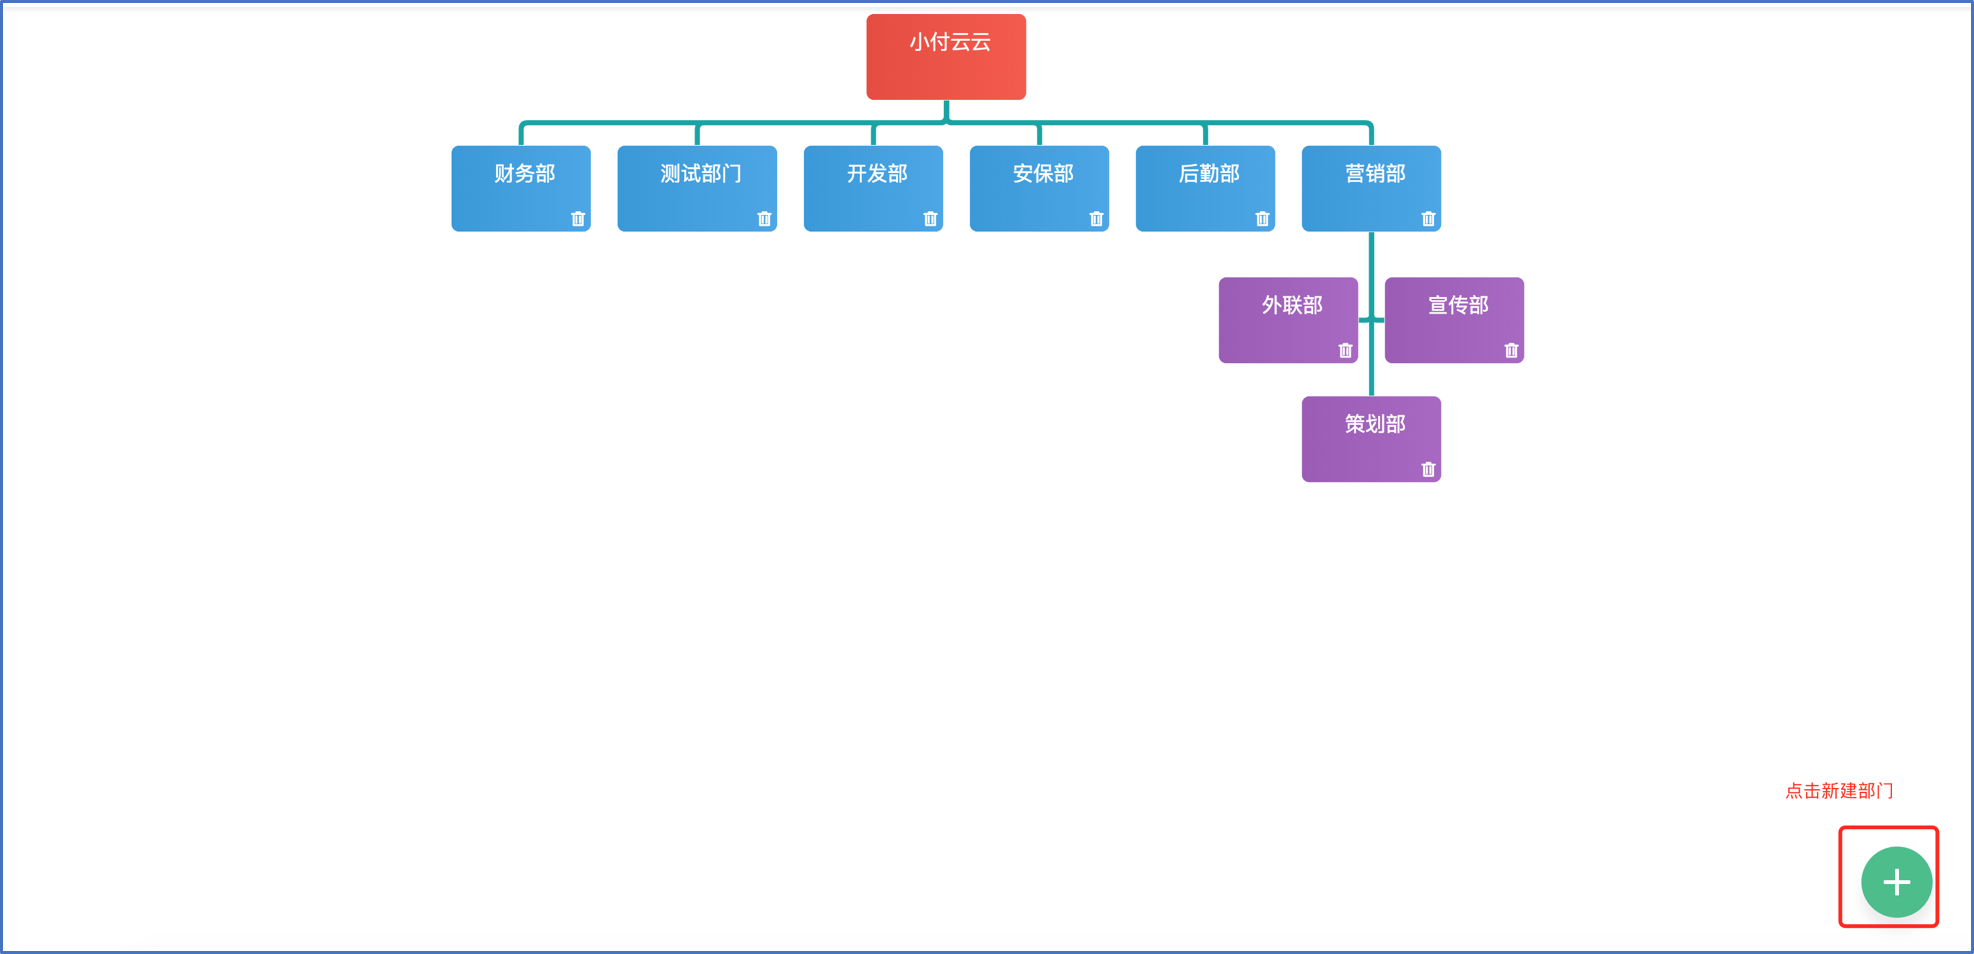 小付云云
财务部
测试部门
开发部
安保部
后勤部
营销部
外联部
宣传部
策划部
点击新建部门